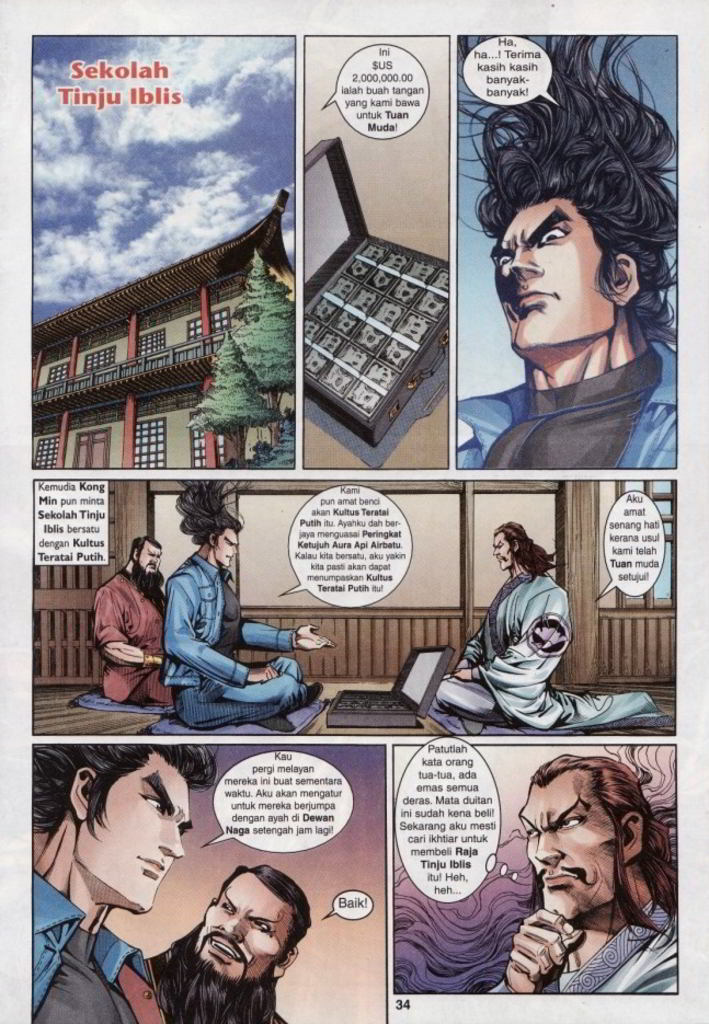 Sekolah
Tinju Iblis
Ini
$US
2,000,000.00
ialah buah tangan
yang kami bawa
untuk Tuan
Muda!
Ha,
ha...! Terima
kasih kasih
banyak-
banyak!
Kemudia Kong
Min pun minta
Sekolah Tinju
Iblis bersatu
dengan Kultus
Teratai Putih.
Kami
pun amat benci
akan Kultus Teratai
Putih itu. Ayahku dah ber-
jaya menguasai Peringkat
Ketujuh Aura Api Airbatu.
Kalau kita bersatu, aku yakin
kita pasti akan dapat
menumpaskan Kultus
Teratai Putih itu!
Aku
amat
senang hati
kerana usul
kami telah
Tuan muda
setujui!
Kau
pergi melayan
mereka ini buat sementara
waktu. Aku akan mengatur
untuk mereka berjumpa
dengan ayah di Dewan
Naga setengah jam lagi!
Baik!
Patutlah
kata orang
tua-tua, ada
emas semua
deras. Mata duitan
ini sudah kena beli!
Sekarang aku mesti
cari ikhtiar untuk
membeli Raja
Tinju Iblis
itu! Heh,
heh...
34